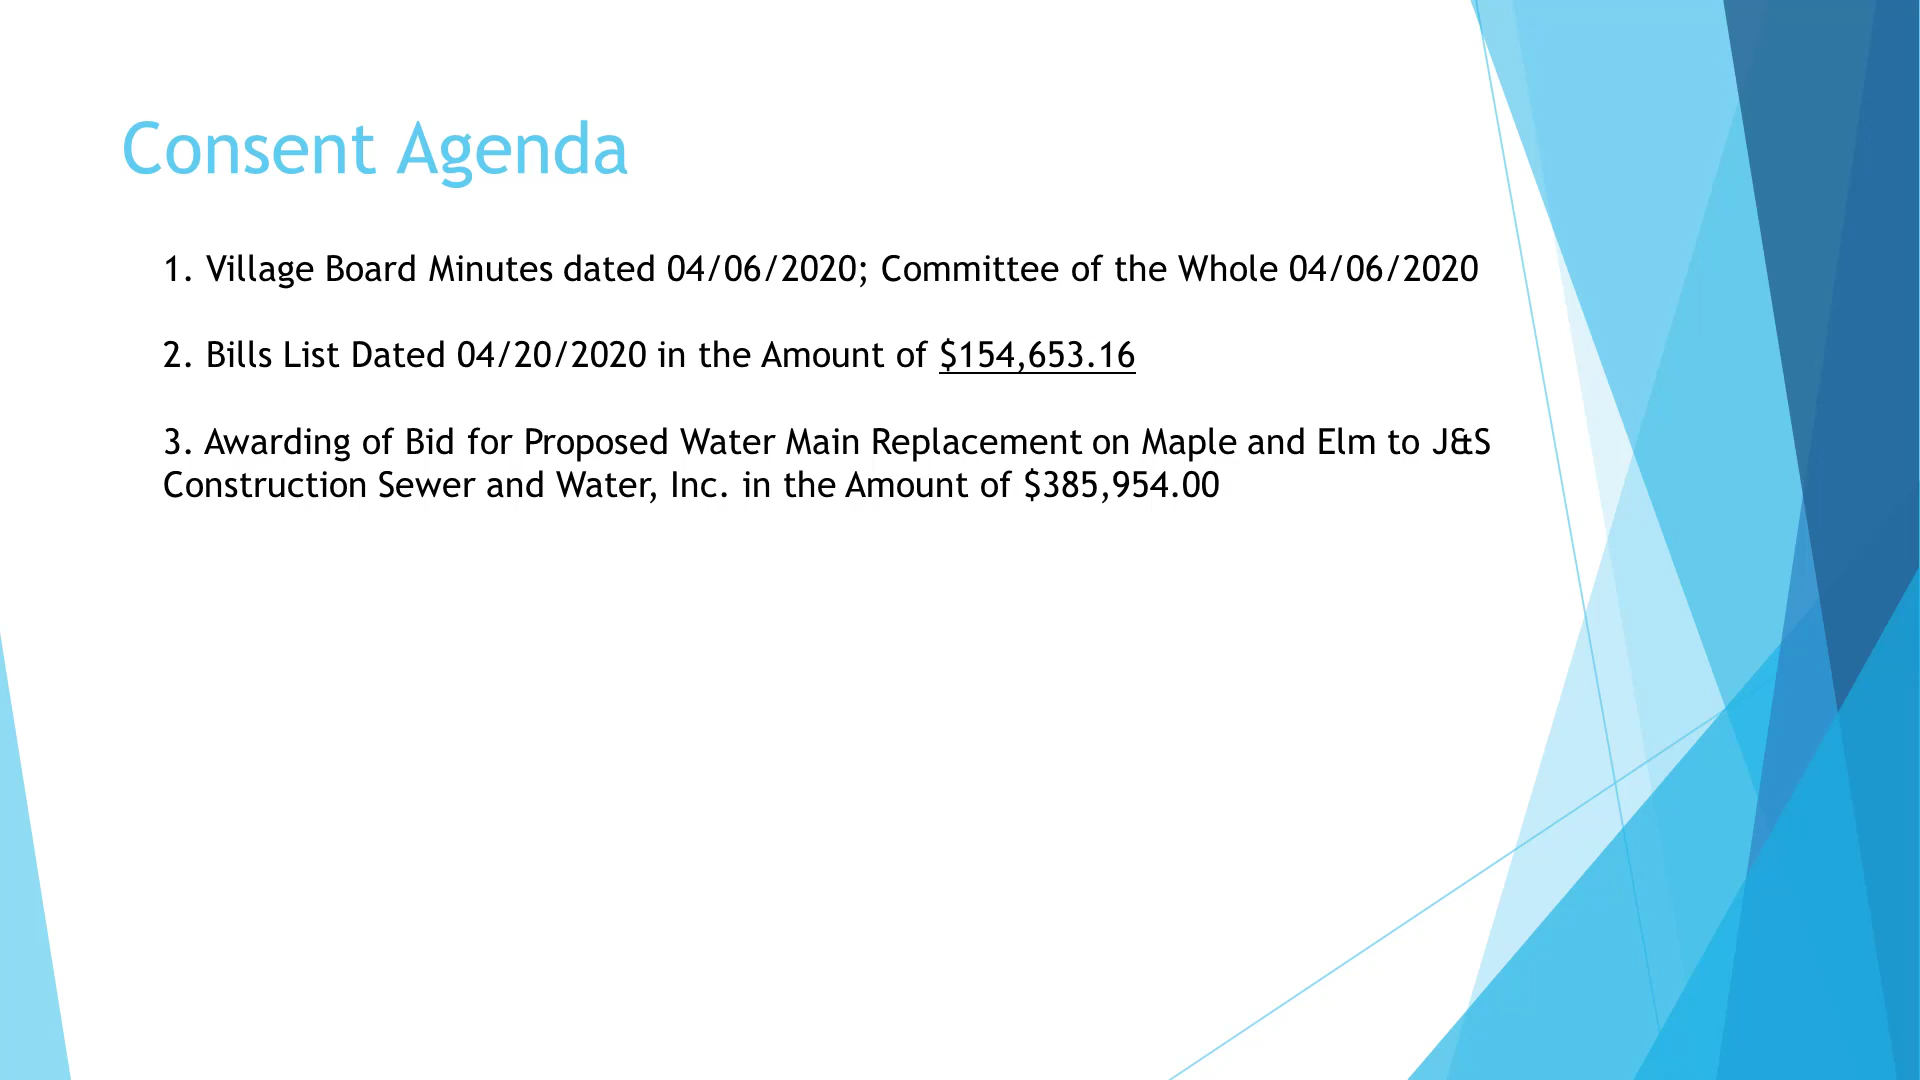 Consent Agenda
1. Village Board Minutes dated 04/06/2020; Committee of the Whole 04/06/2020
2. Bills List Dated 04/20/2020 in the Amount of $154,653.16
3. Awarding of Bid for Proposed Water Main Replacement on Maple and Elm to J&S
Construction Sewer and Water, Inc. in the Amount of $385,954.00